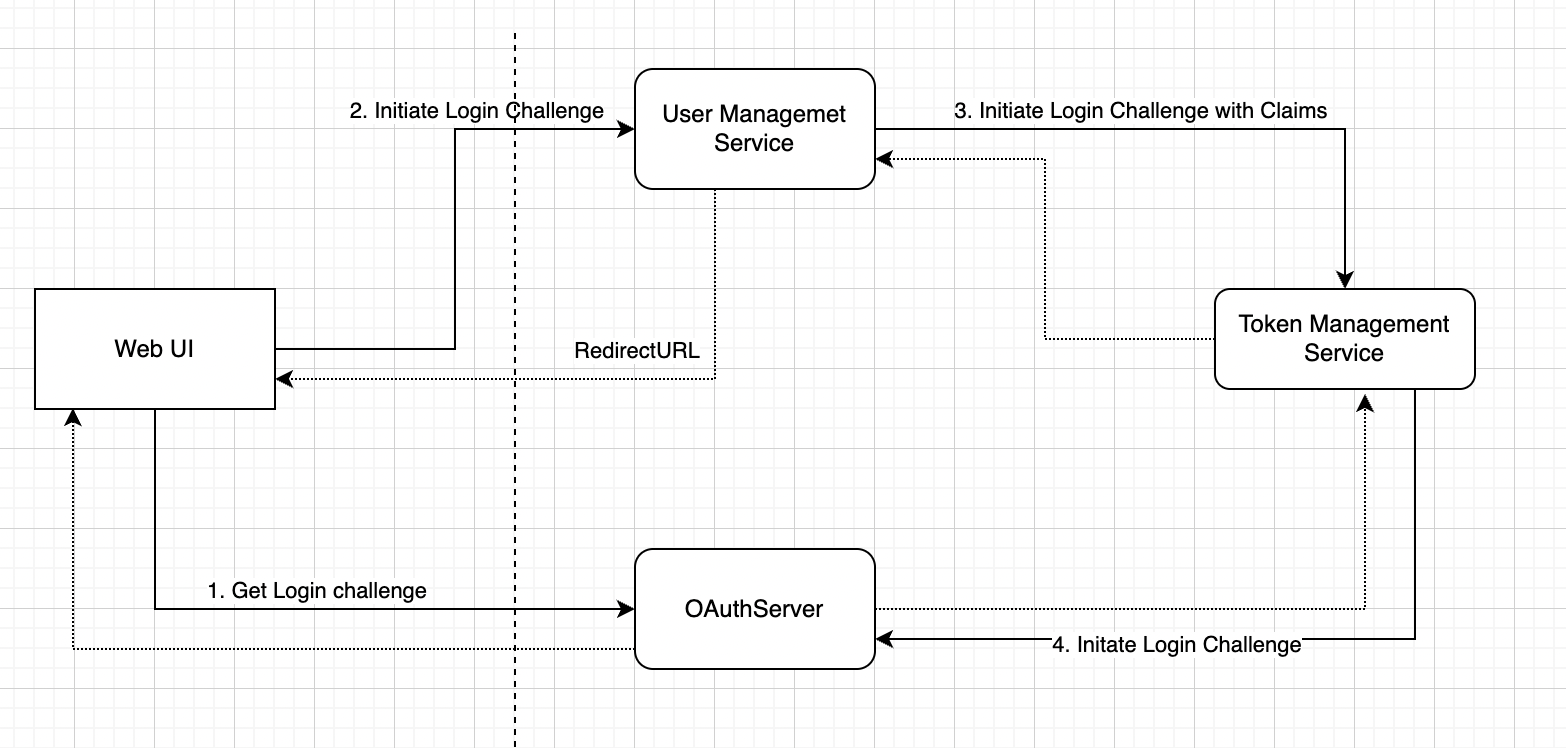 2. Initiate Login Challenge
User Managemet
Service
3. Initiate Login Challenge with Claims
Web UI
RedirectURL
Token Management
Service
1. Get Login challenge
OAuthServer
4. Initate Login Challenge